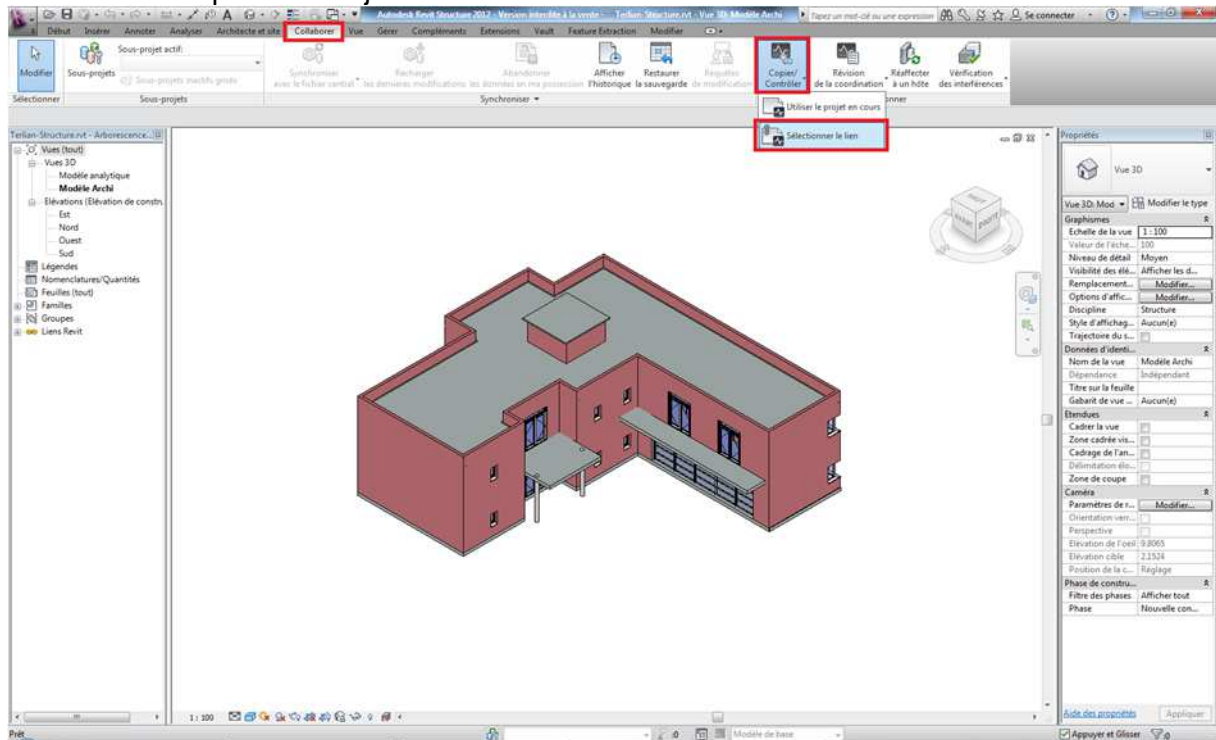 Autodesk Revit Structure 2012 - Version interdite à la vente - Terlian-Structure.rvt - Vue 3D: Modèle Archi
Tapez un mot-clé ou une expression
Se connecter
Début Insérer Annoter Analyser Architecte et site Collaborer Vue Gérer Compléments Extensions Vault Feature Extraction Modifier
Modifier
Sous-projets
Sous-projet actif:
Sous-projets inactifs grisés
Synchroniser
avec le fichier central
Recharger
les dernières modifications
Abandonner
les données en ma possession
Afficher
l'historique
Restaurer
la sauvegarde
Requêtes
de modification
Copier/
Contrôler
Révision
de la coordination
Réaffecter
à un hôte
Vérification
des interférences
Sélectionner
Sous-projets
Synchroniser
onner
Utiliser le projet en cours
Sélectionner le lien
Terlian-Structure.rvt - Arborescence...
Vues (tout)
Vues 3D
Modèle analytique
Modèle Archi
Elévations (Elévation de constn
Est
Nord
Ouest
Sud
Légendes
Nomenclatures/Quantités
Feuilles (tout)
Familles
Groupes
Liens Revit
Propriétés
Vue 3D
Vue 3D: Mod
Modifier le type
Graphismes
Echelle de la vue 1 : 100
Valeur de l'éche... 100
Niveau de détail Moyen
Visibilité des élé... Afficher les d...
Remplacement... Modifier...
Options d'affic... Modifier...
Discipline Structure
Style d'affichag... Aucun(e)
Trajectoire du s...
Données d'identi...
Nom de la vue Modèle Archi
Dépendance Indépendant
Titre sur la feuille
Gabarit de vue ... Aucun(e)
Etendues
Cadrer la vue
Zone cadrée vis...
Cadrage de l'an...
Délimitation élo...
Zone de coupe
Caméra
Paramètres de r... Modifier...
Orientation verr...
Perspective
Elévation de l'oeil 9.8065
Elévation cible 2.1524
Position de la c... Réglage
Phase de constru...
Filtre des phases Afficher tout
Phase Nouvelle con...
Aide des propriétés
Appliquer
1 : 100
Prêt
:0
Modèle de base
Appuyer et Glisser
:0